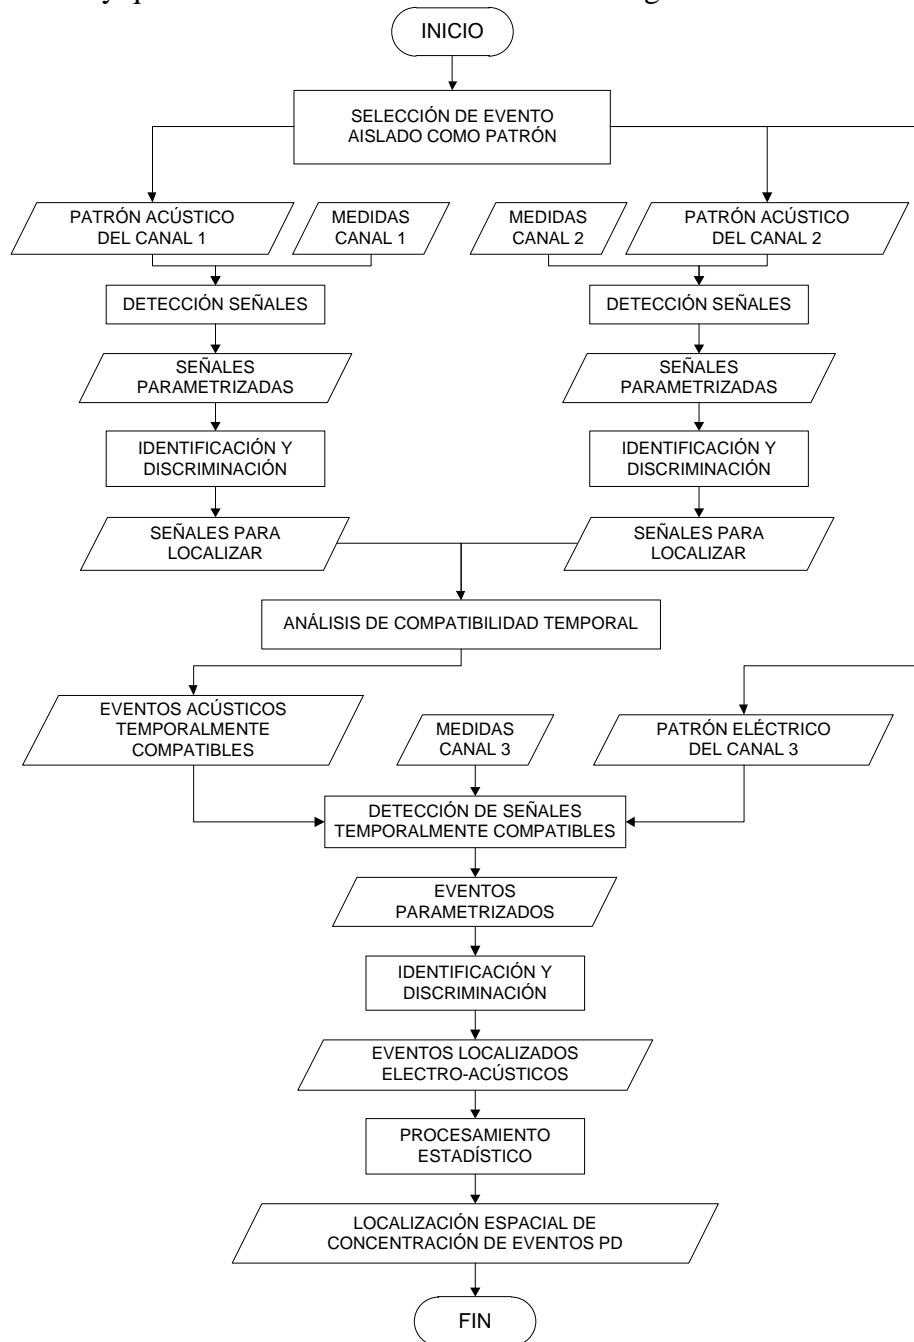 INICIO
SELECCIÓN DE EVENTO
AISLADO COMO PATRÓN
PATRÓN ACÚSTICO
DEL CANAL 1
MEDIDAS
CANAL 1
MEDIDAS
CANAL 2
PATRÓN ACÚSTICO
DEL CANAL 2
DETECCIÓN SEÑALES
DETECCIÓN SEÑALES
SEÑALES
PARAMETRIZADAS
SEÑALES
PARAMETRIZADAS
IDENTIFICACIÓN Y
DISCRIMINACIÓN
IDENTIFICACIÓN Y
DISCRIMINACIÓN
SEÑALES PARA
LOCALIZAR
SEÑALES PARA
LOCALIZAR
ANÁLISIS DE COMPATIBILIDAD TEMPORAL
EVENTOS ACÚSTICOS
TEMPORALMENTE
COMPATIBLES
MEDIDAS
CANAL 3
PATRÓN ELÉCTRICO
DEL CANAL 3
DETECCIÓN DE SEÑALES
TEMPORALMENTE COMPATIBLES
EVENTOS
PARAMETRIZADOS
IDENTIFICACIÓN Y
DISCRIMINACIÓN
EVENTOS LOCALIZADOS
ELECTRO-ACÚSTICOS
PROCESAMIENTO
ESTADÍSTICO
LOCALIZACIÓN ESPACIAL DE
CONCENTRACIÓN DE EVENTOS PD
FIN